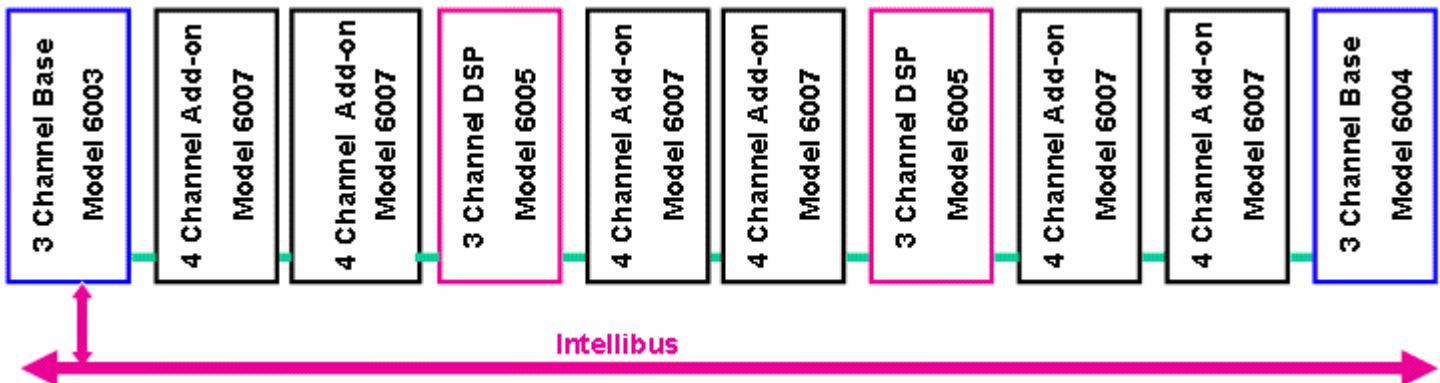 3 Channel Base
Model 6003
4 Channel Add-on
Model 6007
4 Channel Add-on
Model 6007
3 Channel DSP
Model 6005
4 Channel Add-on
Model 6007
4 Channel Add-on
Model 6007
3 Channel DSP
Model 6005
4 Channel Add-on
Model 6007
4 Channel Add-on
Model 6007
3 Channel Base
Model 6004
Intellibus